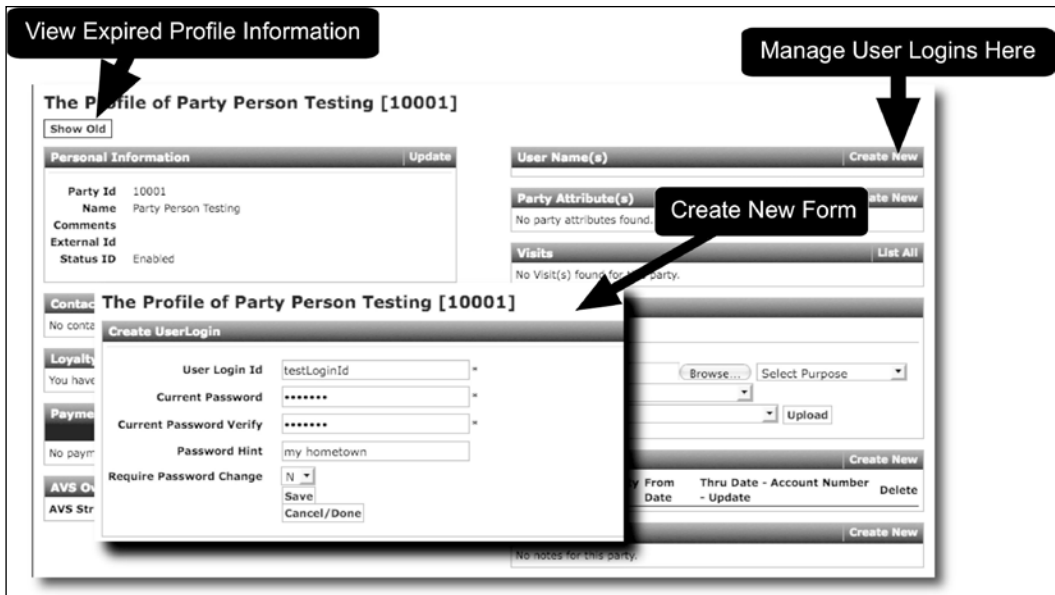 View Expired Profile Information
Manage User Logins Here
The Profile of Party Person Testing [10001]
Show Old
Personal Information
Update
Party Id 10001
Name Party Person Testing
Comments
External Id
Status ID Enabled
User Name(s)
Create New
Party Attribute(s)
No party attributes found.
Create New Form
Visits
List All
No Visit(s) found for this party.
The Profile of Party Person Testing [10001]
Create UserLogin
User Login Id testLoginId *
Current Password ••••••• *
Current Password Verify ••••••• *
Password Hint my hometown
Require Password Change N
Save
Cancel/Done
No conta
Loyalty
You have
No paym
AVS Str
Browse... Select Purpose
Upload
Create New
From Date
Thru Date - Account Number - Update
Delete
Create New
No notes for this party.